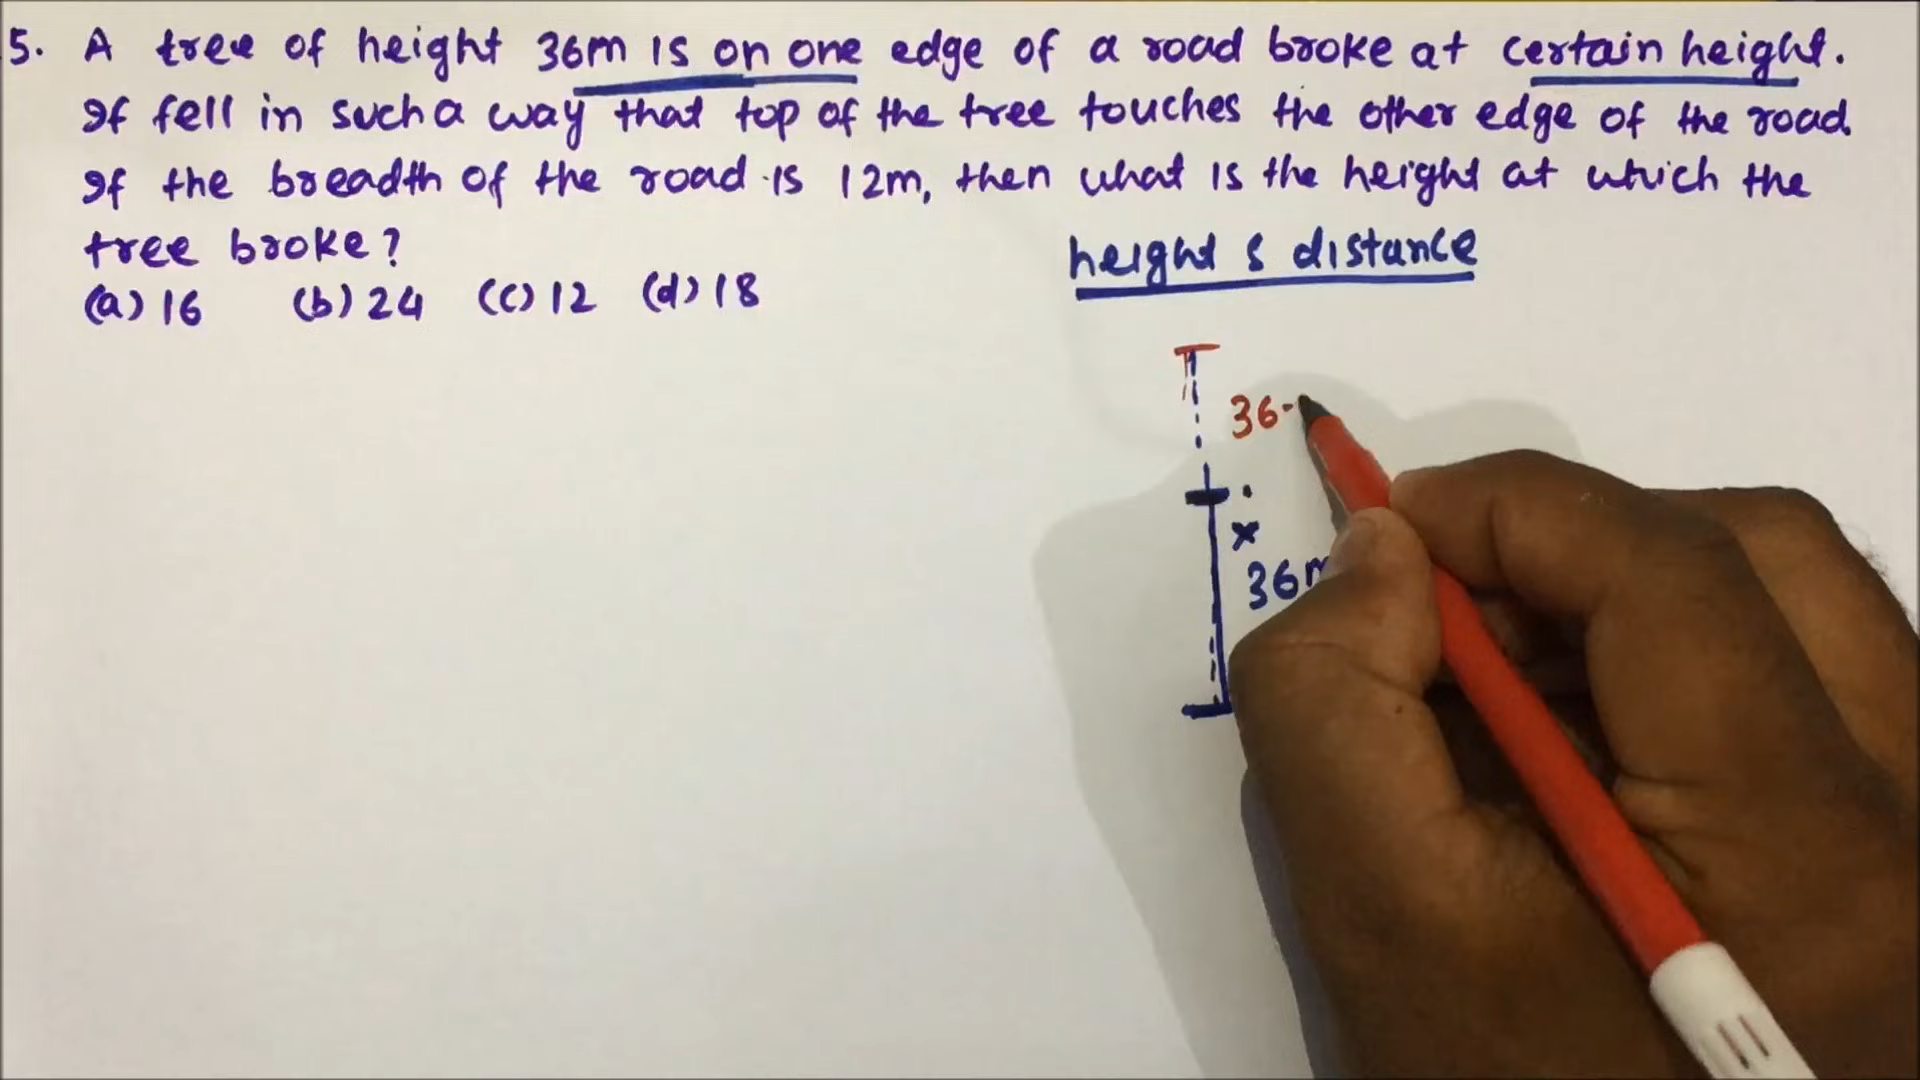 5. A tree of height 36m is on one edge of a road broke at certain height.
If fell in such a way that top of the tree touches the other edge of the road.
If the breadth of the road is 12m, then what is the height at which the
tree broke?
height & distance
(a) 16 (b) 24 (c) 12 (d) 18
36-
x
36m